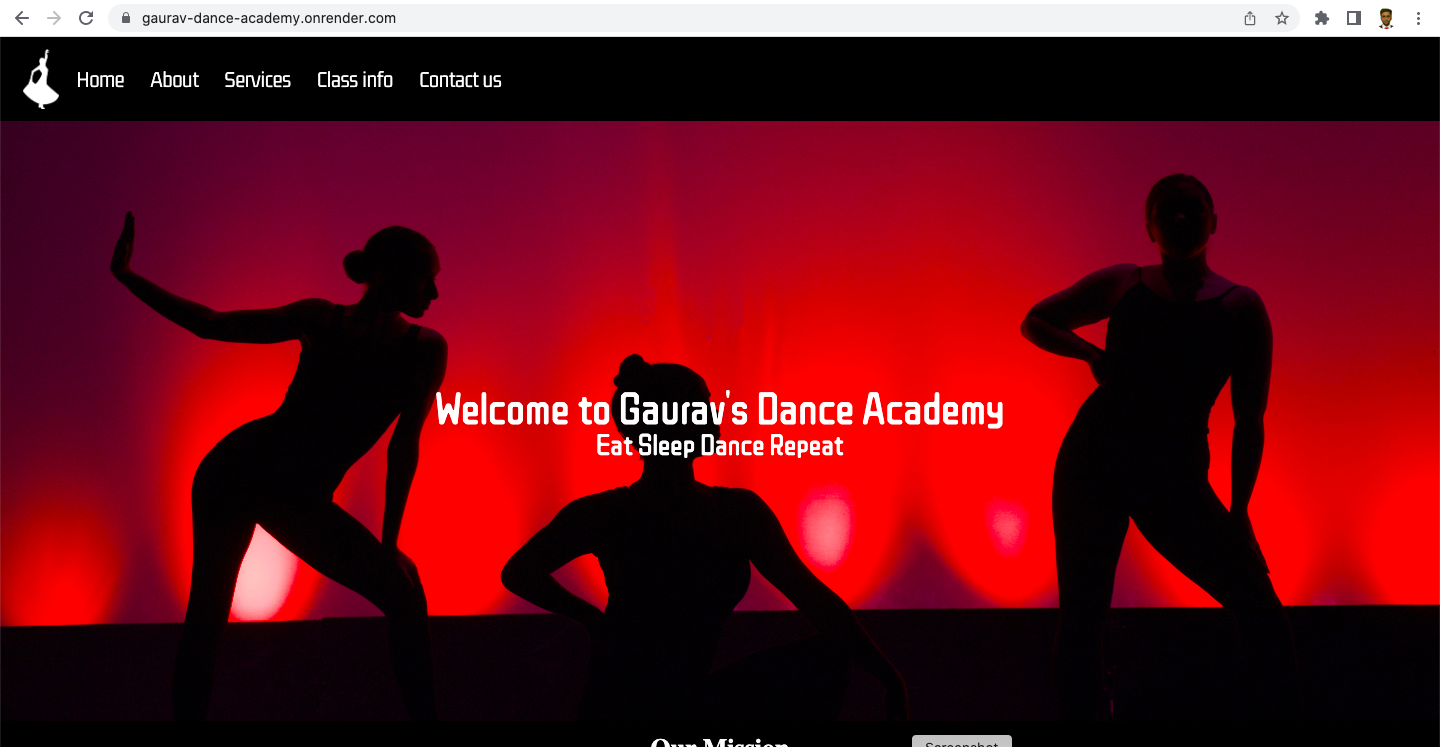 gaurav-dance-academy.onrender.com
Home About Services Class info Contact us
Welcome to Gaurav's Dance Academy
Eat Sleep Dance Repeat
Our Mission
Screenshot